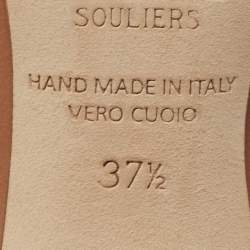 SOULIERS
HAND MADE IN ITALY
VERO CUOIO
37½